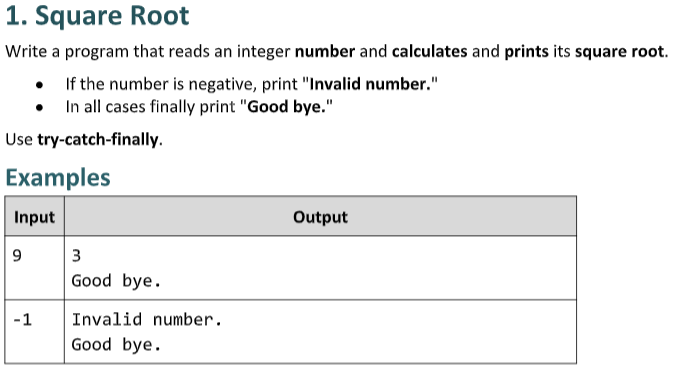 1. Square Root
Write a program that reads an integer number and calculates and prints its square root.
• If the number is negative, print "Invalid number."
• In all cases finally print "Good bye."
Use try-catch-finally.
Examples
Input Output
9 3
Good bye.
-1 Invalid number.
Good bye.